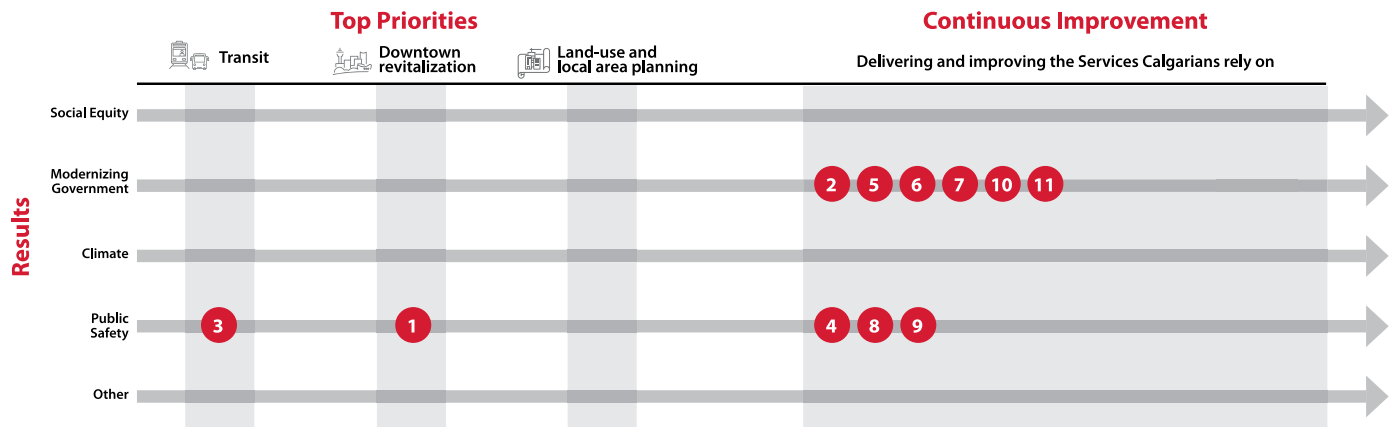 Top Priorities
Continuous Improvement
Transit
Downtown
revitalization
Land-use and
local area planning
Delivering and improving the Services Calgarians rely on
Results
Social Equity
Modernizing
Government
2 5 6 7 10 11
Climate
Public
Safety
3 1 4 8 9
Other